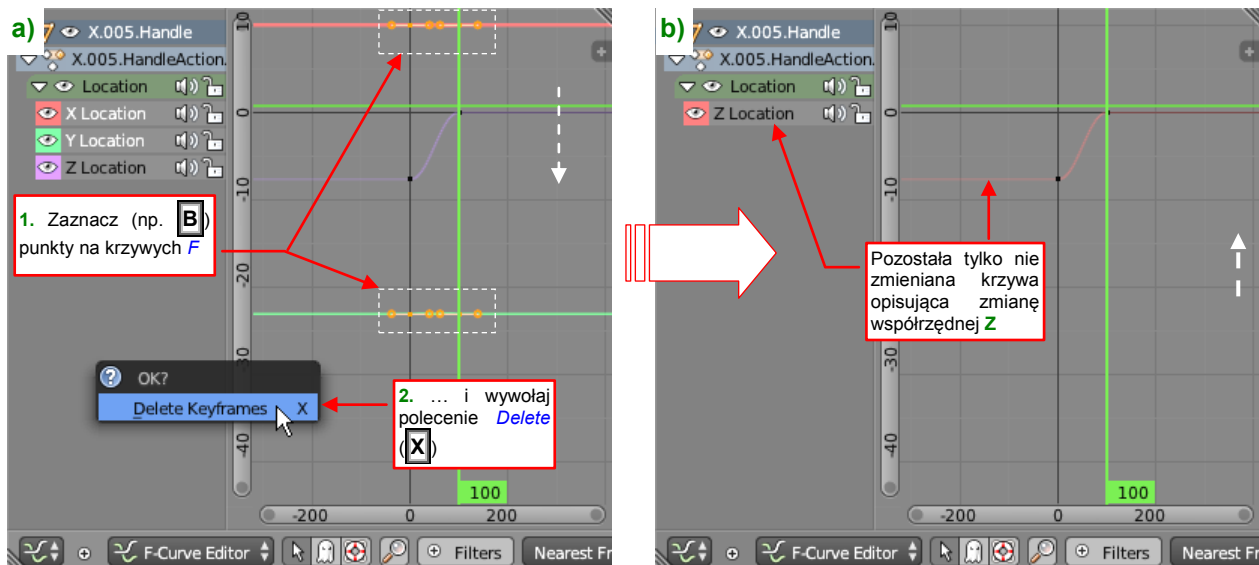 a)
X.005.Handle
X.005.HandleAction.
Location
X Location
Y Location
Z Location
10
0
-10
-20
-30
-40
1. Zaznacz (np. B)
punkty na krzywych F
OK?
Delete Keyframes X
2. … i wywołaj
polecenie Delete
(X)
100
-200 0 200
F-Curve Editor Filters Nearest Fr
b)
X.005.Handle
X.005.HandleAction.
Location
Z Location
10
0
-10
-20
-30
-40
Pozostała tylko nie
zmieniana krzywa
opisująca zmianę
współrzędnej Z
100
-200 0 200
F-Curve Editor Filters Nearest Fr